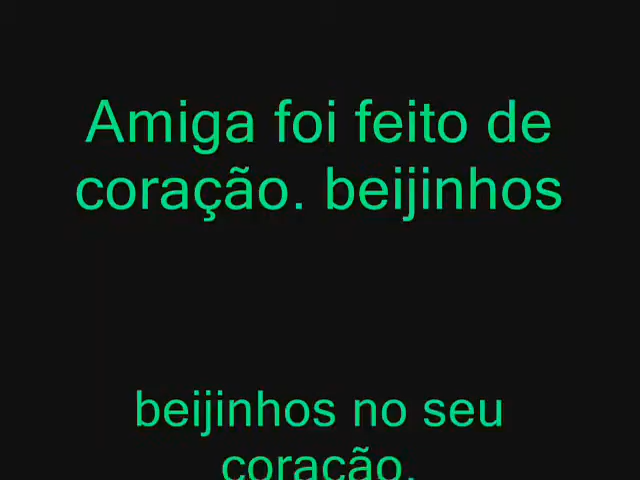 Amiga foi feito de
coração. beijinhos
beijinhos no seu
coração.